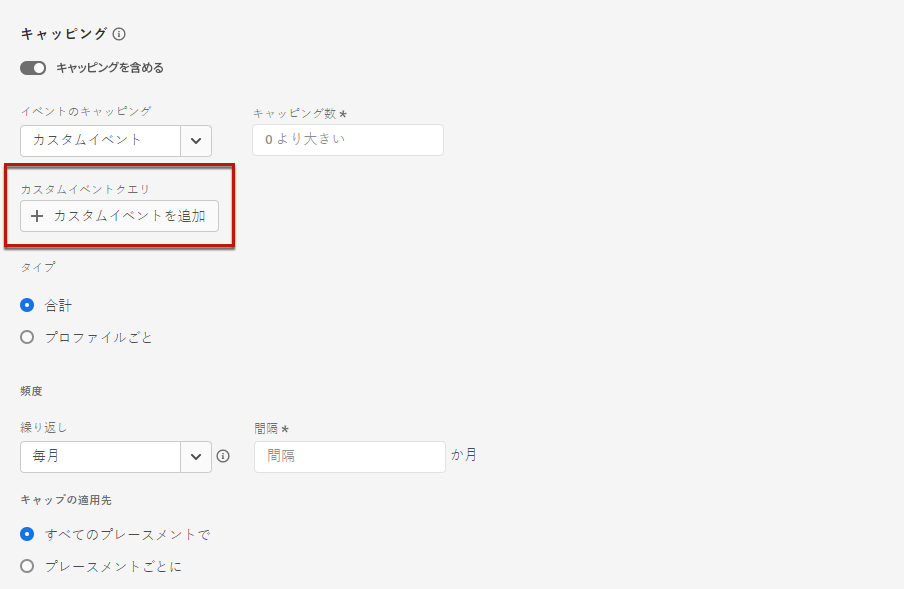 キャッピング
キャッピングを含める
イベントのキャッピング
カスタムイベント
キャッピング数 *
0 より大きい
カスタムイベントクエリ
+ カスタムイベントを追加
タイプ
合計
プロファイルごと
頻度
繰り返し
毎月
間隔 *
間隔 か月
キャップの適用先
すべてのプレースメントで
プレースメントごとに